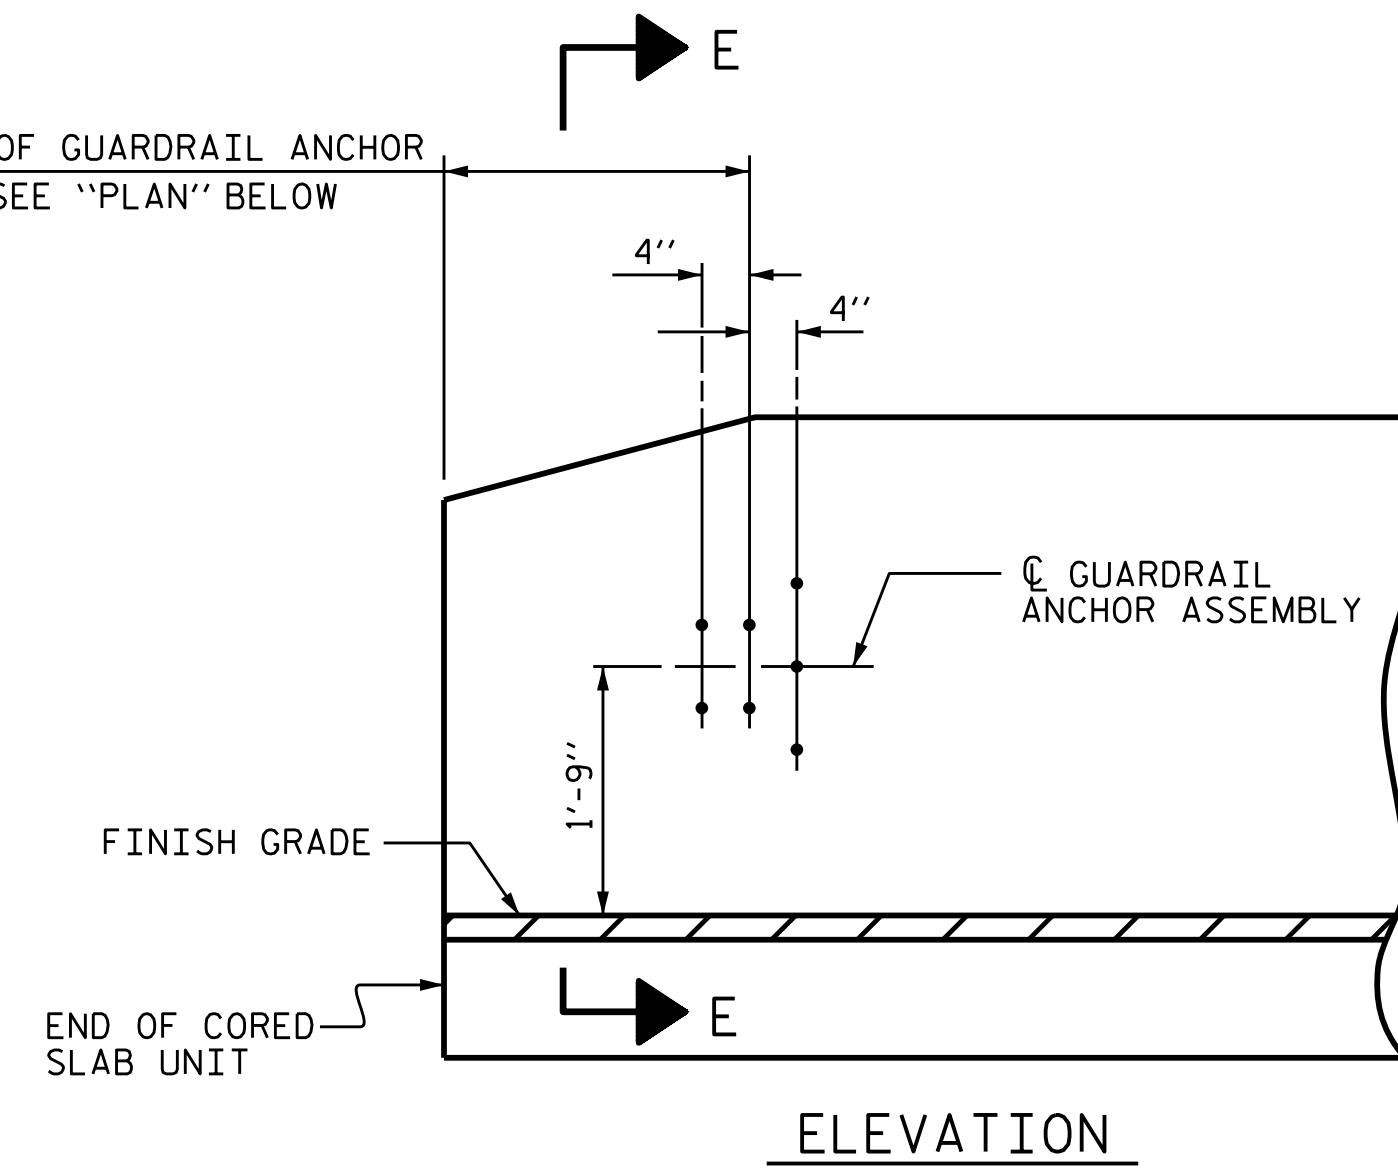 E
OF GUARDRAIL ANCHOR
SEE "PLAN" BELOW
4"
4"
℄ GUARDRAIL
ANCHOR ASSEMBLY
1'-9"
FINISH GRADE
E
END OF CORED
SLAB UNIT
ELEVATION